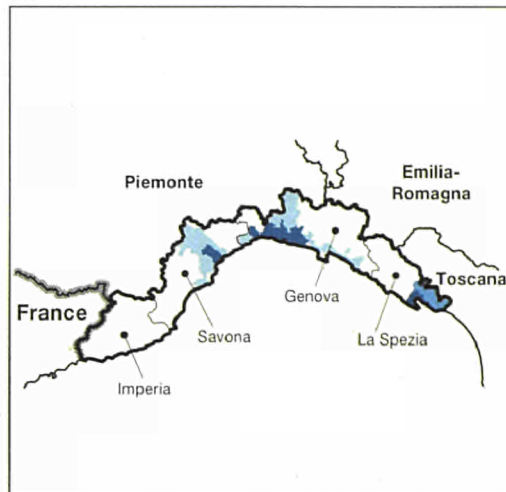 Piemonte
Emilia-
Romagna
Toscana
France
Genova
Savona
La Spezia
Imperia